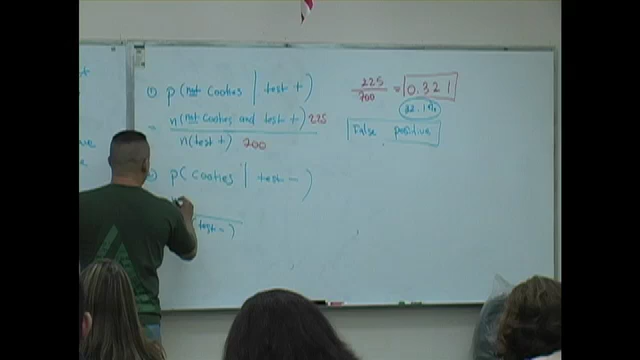 ① p(not Cookies | test +)
= n(not Cookies and test +) 225
n(test +) 700
p(Cookies | test -)
(test -)
225
700
= 0.321
32.1%
False positive